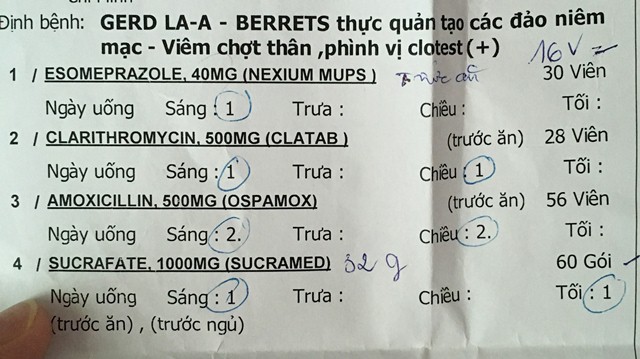 Định bệnh: GERD LA-A - BERRETS thực quản tạo các đảo niêm
mạc - Viêm chợt thân ,phình vị clotest (+)
16 V
1 / ESOMEPRAZOLE, 40MG (NEXIUM MUPS ) 30 Viên
Ngày uống Sáng : 1 Trưa : Chiều : Tối :
2 / CLARITHROMYCIN, 500MG (CLATAB ) (trước ăn) 28 Viên
Ngày uống Sáng : 1 Trưa : Chiều : 1 Tối :
3 / AMOXICILLIN, 500MG (OSPAMOX) (trước ăn) 56 Viên
Ngày uống Sáng : 2. Trưa : Chiều : 2. Tối :
4 / SUCRAFATE, 1000MG (SUCRAMED) 32 g 60 Gói
Ngày uống Sáng : 1 Trưa : Chiều : Tối : 1
(trước ăn) , (trước ngủ)